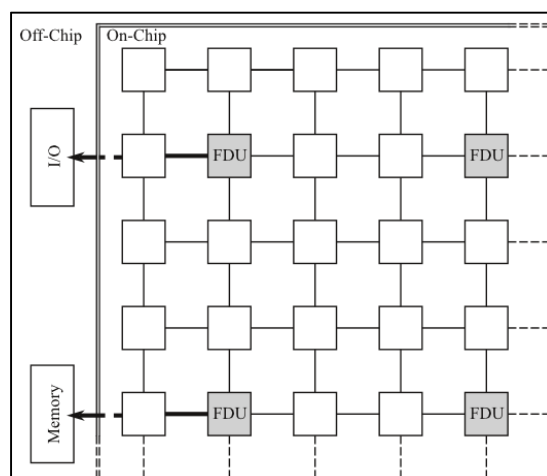 Off-Chip
On-Chip
FDU
FDU
I/O
FDU
FDU
Memory